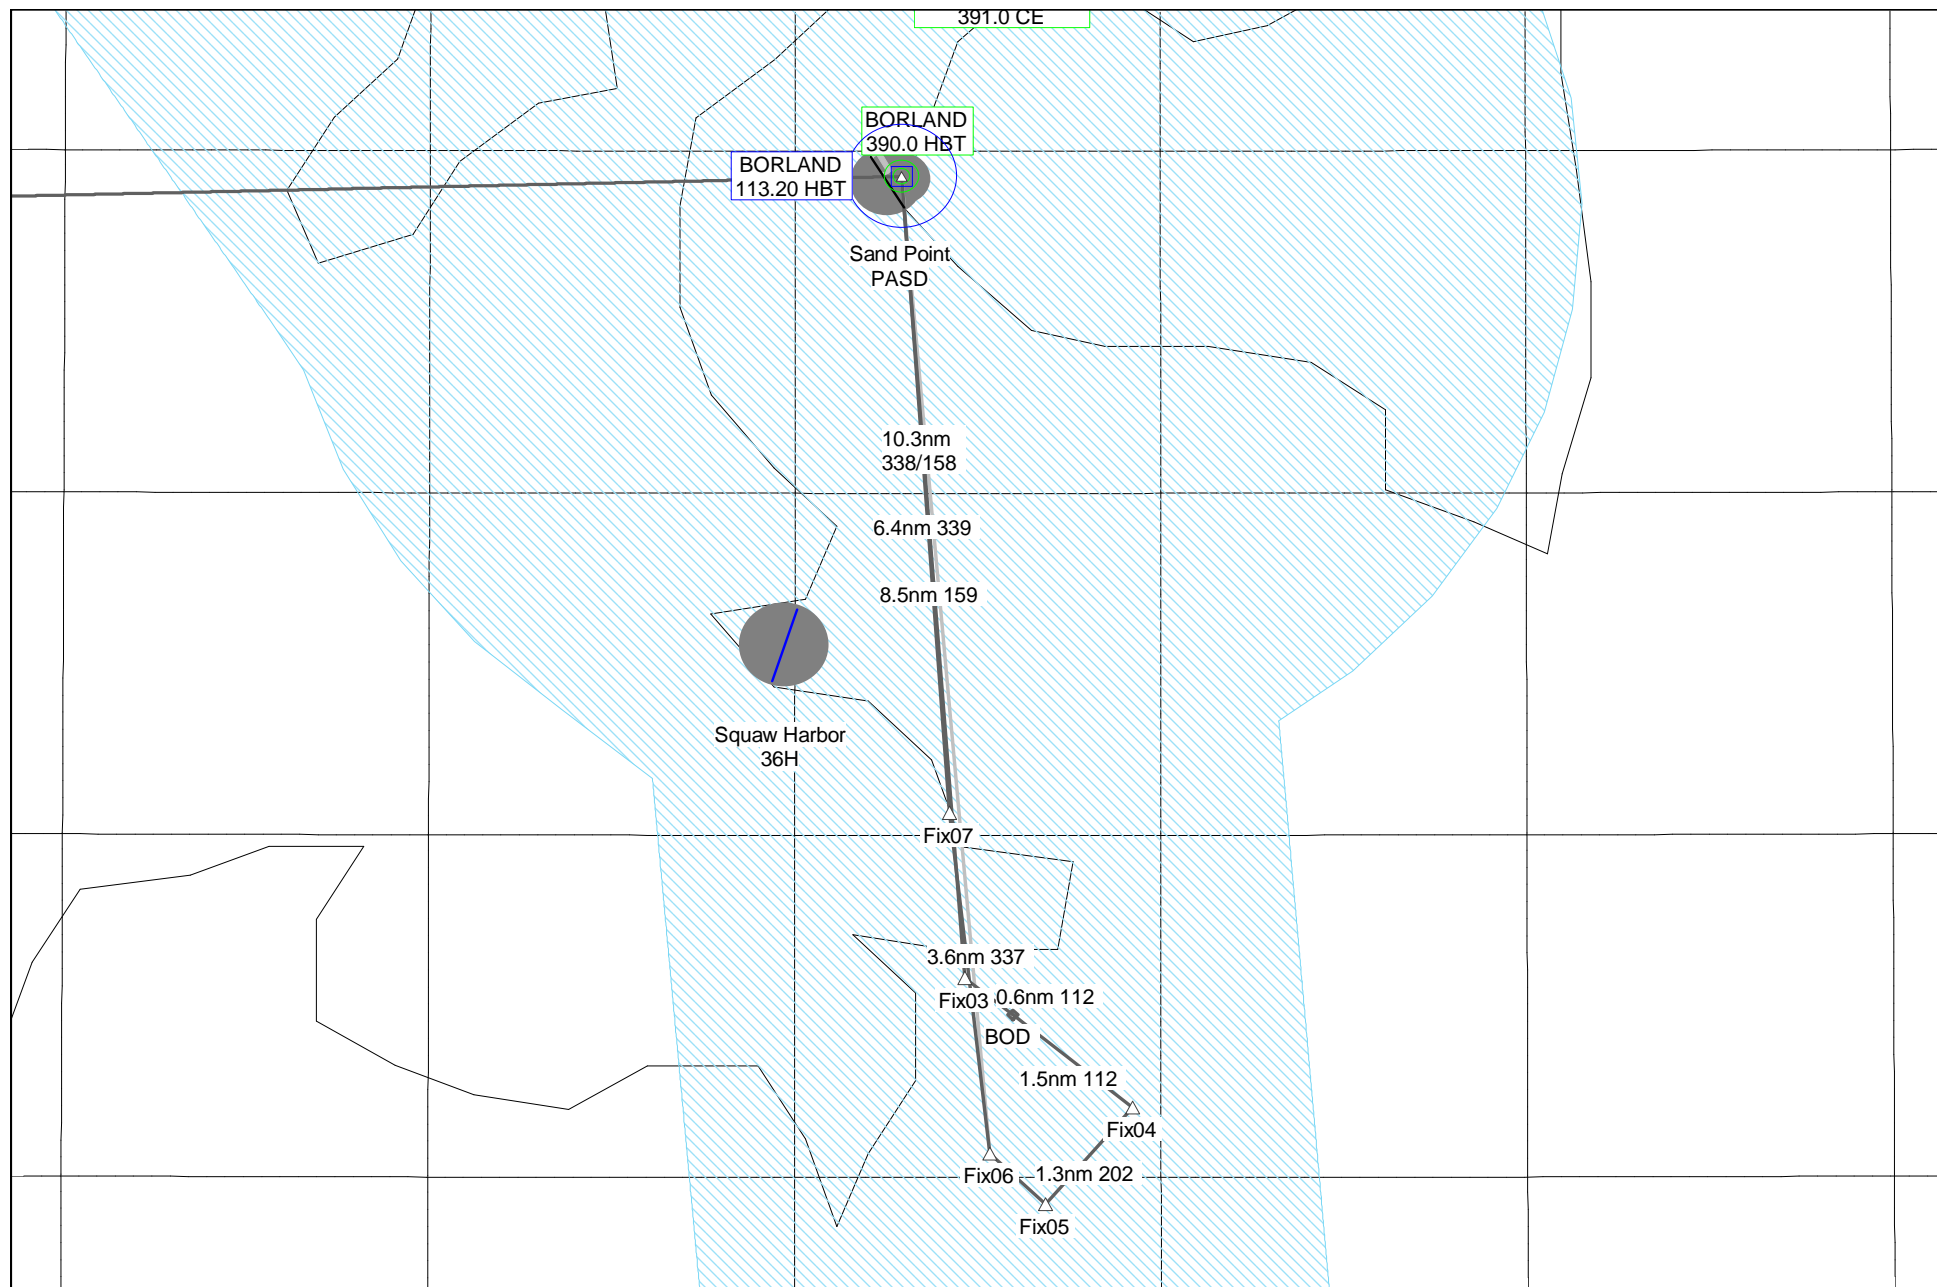 391.0 CE
BORLAND
390.0 HBT
BORLAND
113.20 HBT
Sand Point
PASD
10.3nm
338/158
6.4nm 339
8.5nm 159
Squaw Harbor
36H
Fix07
3.6nm 337
Fix03
0.6nm 112
BOD
1.5nm 112
Fix04
1.3nm 202
Fix06
Fix05